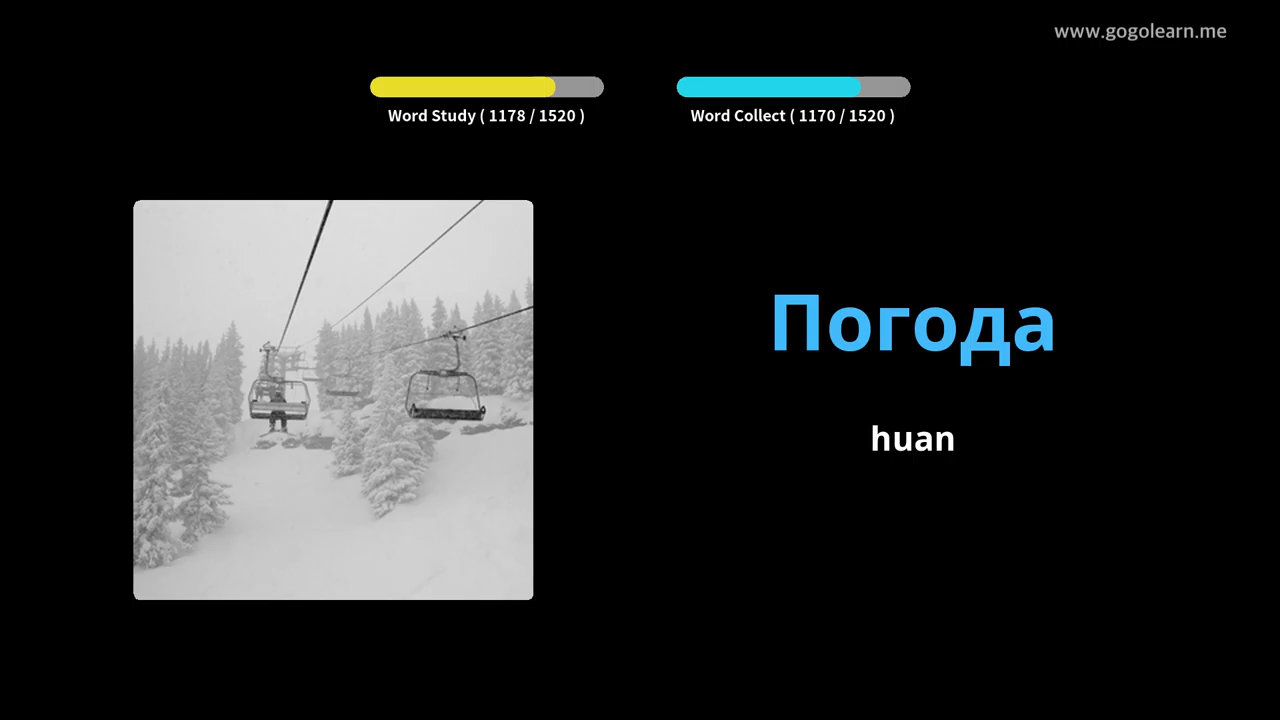 www.gogolearn.me
Word Study ( 1178 / 1520 )
Word Collect ( 1170 / 1520 )
Погода
huan